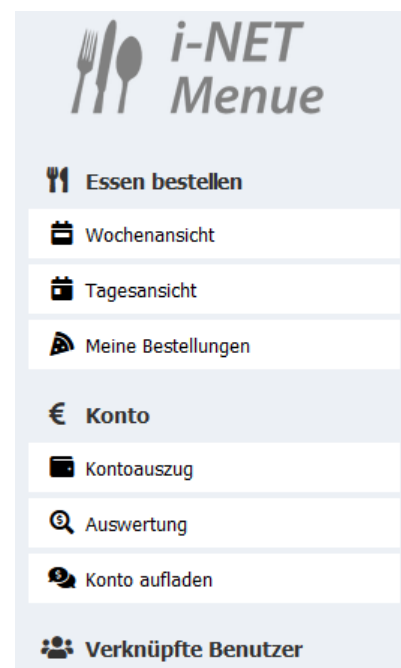 i-NET
Menue
Essen bestellen
Wochenansicht
Tagesansicht
Meine Bestellungen
€ Konto
Kontoauszug
Auswertung
Konto aufladen
Verknüpfte Benutzer